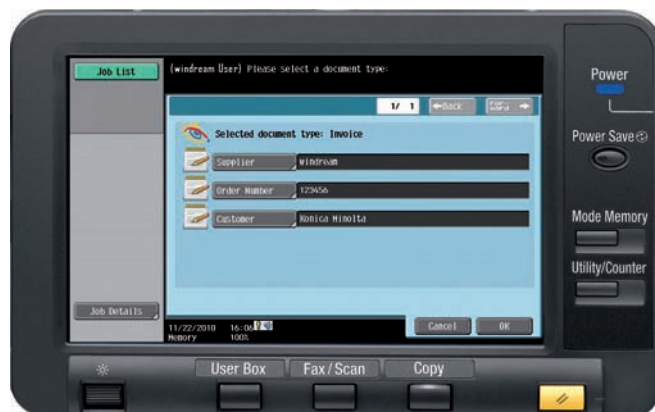 Job List
(windream User) Please select a document type:
1/ 1
←Back
→
Selected document type: Invoice
Supplier
windream
Order Number
123456
Customer
Konica Minolta
Job Details
11/22/2010 16:06
Memory 100%
Cancel
OK
Power
Power Save
Mode Memory
Utility/Counter
User Box
Fax/Scan
Copy